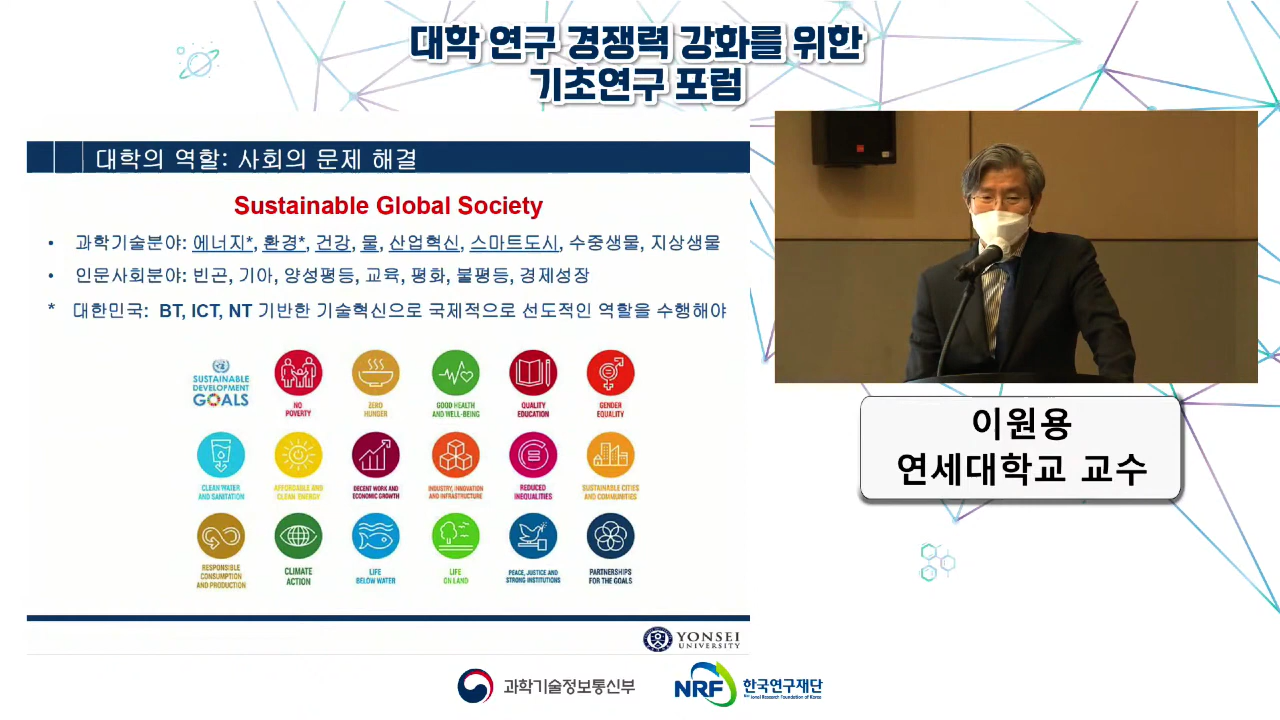 대학 연구 경쟁력 강화를 위한
기초연구 포럼
대학의 역할: 사회의 문제 해결
Sustainable Global Society
• 과학기술분야: 에너지*, 환경*, 건강, 물, 산업혁신, 스마트도시, 수중생물, 지상생물
• 인문사회분야: 빈곤, 기아, 양성평등, 교육, 평화, 불평등, 경제성장
* 대한민국: BT, ICT, NT 기반한 기술혁신으로 국제적으로 선도적인 역할을 수행해야
SUSTAINABLE
DEVELOPMENT
GOALS
NO
POVERTY
ZERO
HUNGER
GOOD HEALTH
AND WELL-BEING
QUALITY
EDUCATION
GENDER
EQUALITY
CLEAN WATER
AND SANITATION
AFFORDABLE AND
CLEAN ENERGY
DECENT WORK AND
ECONOMIC GROWTH
INDUSTRY, INNOVATION
AND INFRASTRUCTURE
REDUCED
INEQUALITIES
SUSTAINABLE CITIES
AND COMMUNITIES
RESPONSIBLE
CONSUMPTION
AND PRODUCTION
CLIMATE
ACTION
LIFE
BELOW WATER
LIFE
ON LAND
PEACE, JUSTICE AND
STRONG INSTITUTIONS
PARTNERSHIPS
FOR THE GOALS
YONSEI
UNIVERSITY
이원용
연세대학교 교수
과학기술정보통신부
NRF 한국연구재단
National Research Foundation of Korea